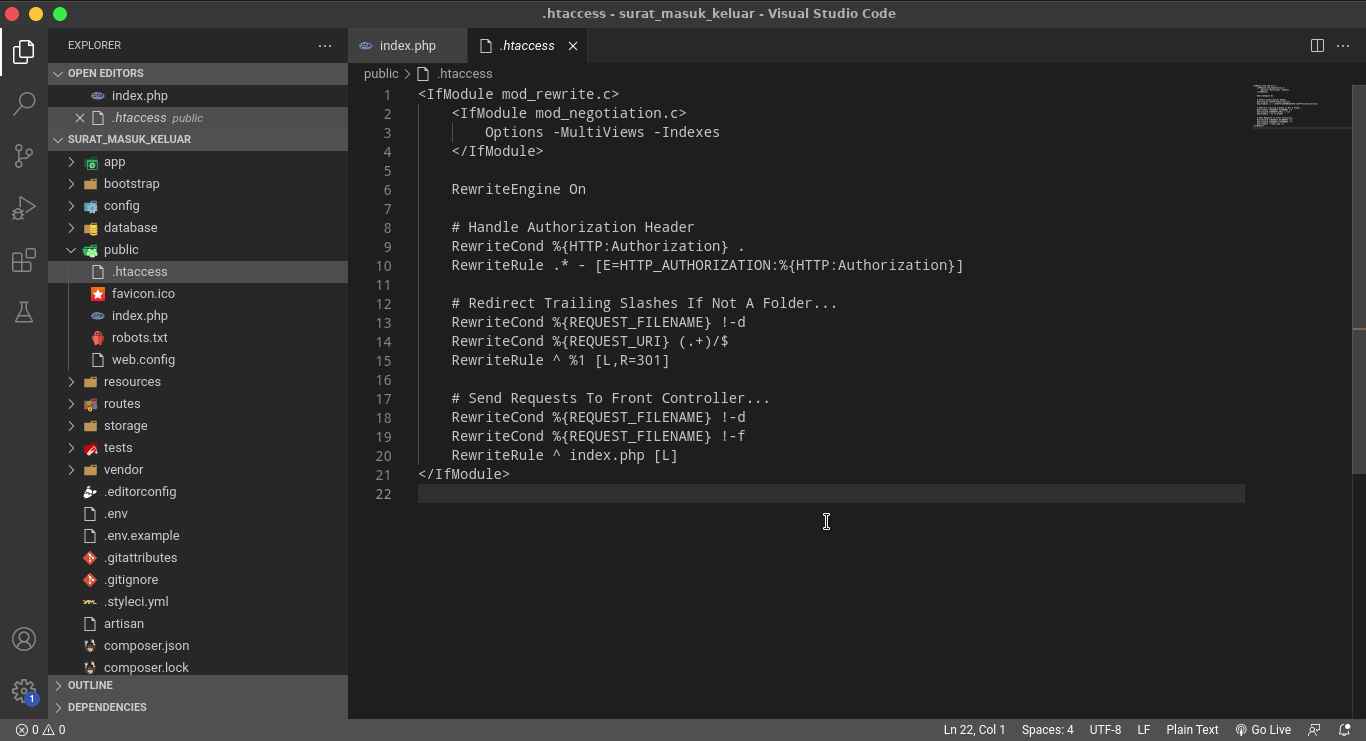 .htaccess - surat_masuk_keluar - Visual Studio Code
EXPLORER
OPEN EDITORS
index.php
.htaccess public
SURAT_MASUK_KELUAR
app
bootstrap
config
database
public
.htaccess
favicon.ico
index.php
robots.txt
web.config
resources
routes
storage
tests
vendor
.editorconfig
.env
.env.example
.gitattributes
.gitignore
.styleci.yml
artisan
composer.json
composer.lock
OUTLINE
DEPENDENCIES
1
index.php
.htaccess
public > .htaccess
1 <IfModule mod_rewrite.c>
2     <IfModule mod_negotiation.c>
3         Options -MultiViews -Indexes
4     </IfModule>
5
6     RewriteEngine On
7
8     # Handle Authorization Header
9     RewriteCond %{HTTP:Authorization} .
10     RewriteRule .* - [E=HTTP_AUTHORIZATION:%{HTTP:Authorization}]
11
12     # Redirect Trailing Slashes If Not A Folder...
13     RewriteCond %{REQUEST_FILENAME} !-d
14     RewriteCond %{REQUEST_URI} (.+)/$
15     RewriteRule ^ %1 [L,R=301]
16
17     # Send Requests To Front Controller...
18     RewriteCond %{REQUEST_FILENAME} !-d
19     RewriteCond %{REQUEST_FILENAME} !-f
20     RewriteRule ^ index.php [L]
21 </IfModule>
22
0 0 Ln 22, Col 1 Spaces: 4 UTF-8 LF Plain Text Go Live